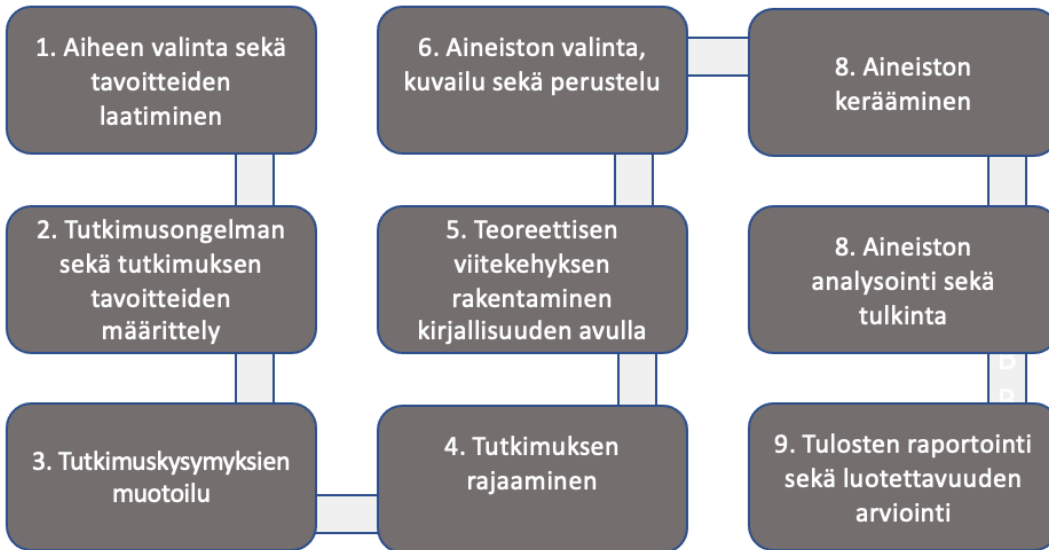 1. Aiheen valinta sekä
tavoitteiden
laatiminen
2. Tutkimusongelman
sekä tutkimuksen
tavoitteiden
määrittely
3. Tutkimuskysymyksien
muotoilu
4. Tutkimuksen
rajaaminen
5. Teoreettisen
viitekehyksen
rakentaminen
kirjallisuuden avulla
6. Aineiston valinta,
kuvailu sekä perustelu
8. Aineiston
kerääminen
8. Aineiston
analysointi sekä
tulkinta
9. Tulosten raportointi
sekä luotettavuuden
arviointi